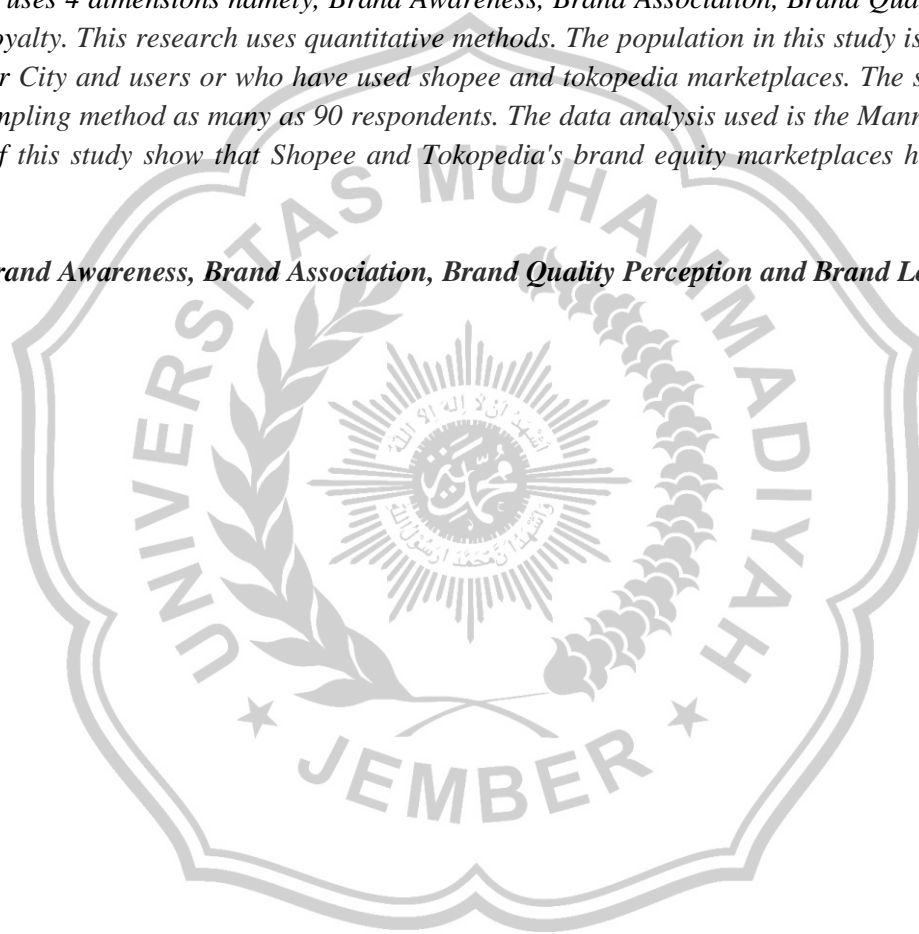 uses 4 dimensions namely, Brand Awareness, Brand Association, Brand Qua
oyalty. This research uses quantitative methods. The population in this study is
r City and users or who have used shopee and tokopedia marketplaces. The s
mpling method as many as 90 respondents. The data analysis used is the Mann
f this study show that Shopee and Tokopedia's brand equity marketplaces h
rand Awareness, Brand Association, Brand Quality Perception and Brand Lo
UNIVERSITAS MUHAMMADIYAH
JEMBER